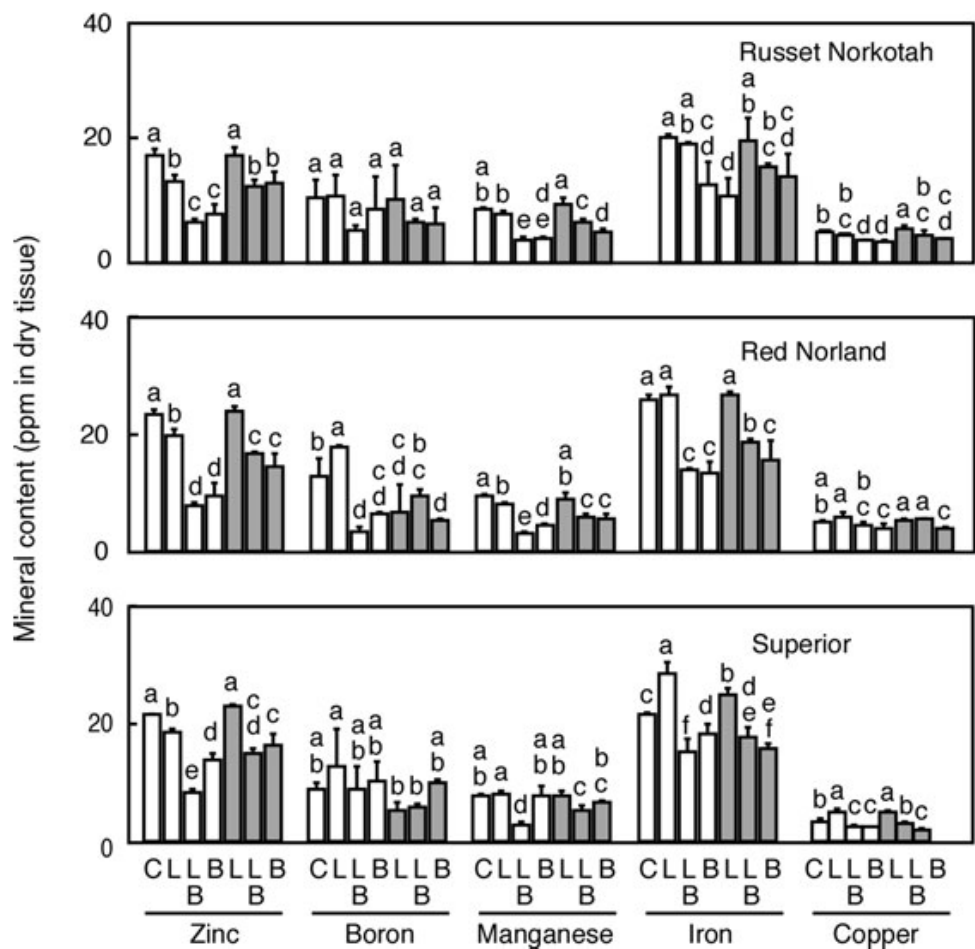 Mineral content (ppm in dry tissue)
40
Russet Norkotah
20
a b c c a b b
a a a a a a a
a b b e d e a c d
a a b c d d a b b c c d
b b c d d a b c c d
0
40
Red Norland
20
a b d d a c c
b a d c d c d b c d
a b e d a b c c
a a c c a b c
a b a b c c a a c
0
40
Superior
20
a b e d a c d c
a b a a b a b b b a b
a b a d a b a b c b c
c a f d b d e e f
b a c c a b c
0
C L L B L L B
B B
C L L B L L B
B B
C L L B L L B
B B
C L L B L L B
B B
C L L B L L B
B B
Zinc Boron Manganese Iron Copper